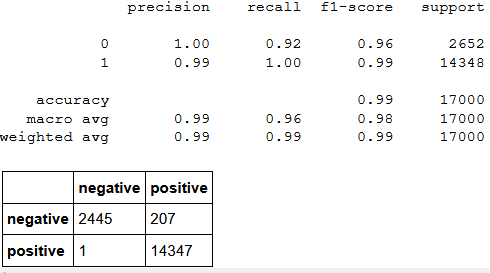 precision recall f1-score support
0 1.00 0.92 0.96 2652
1 0.99 1.00 0.99 14348
accuracy 0.99 17000
macro avg 0.99 0.96 0.98 17000
weighted avg 0.99 0.99 0.99 17000
negative positive
negative 2445 207
positive 1 14347